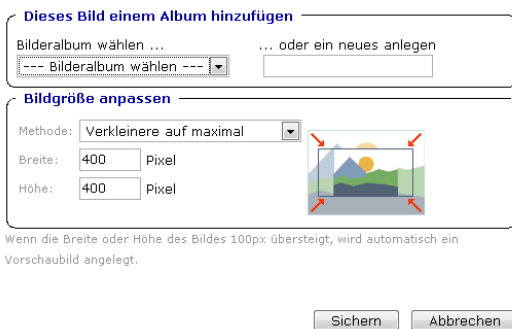 Dieses Bild einem Album hinzufügen
Bilderalbum wählen ... ... oder ein neues anlegen
--- Bilderalbum wählen ---
Bildgröße anpassen
Methode: Verkleinere auf maximal
Breite: 400 Pixel
Höhe: 400 Pixel
Wenn die Breite oder Höhe des Bildes 100px übersteigt, wird automatisch ein
Vorschaubild angelegt.
Sichern Abbrechen